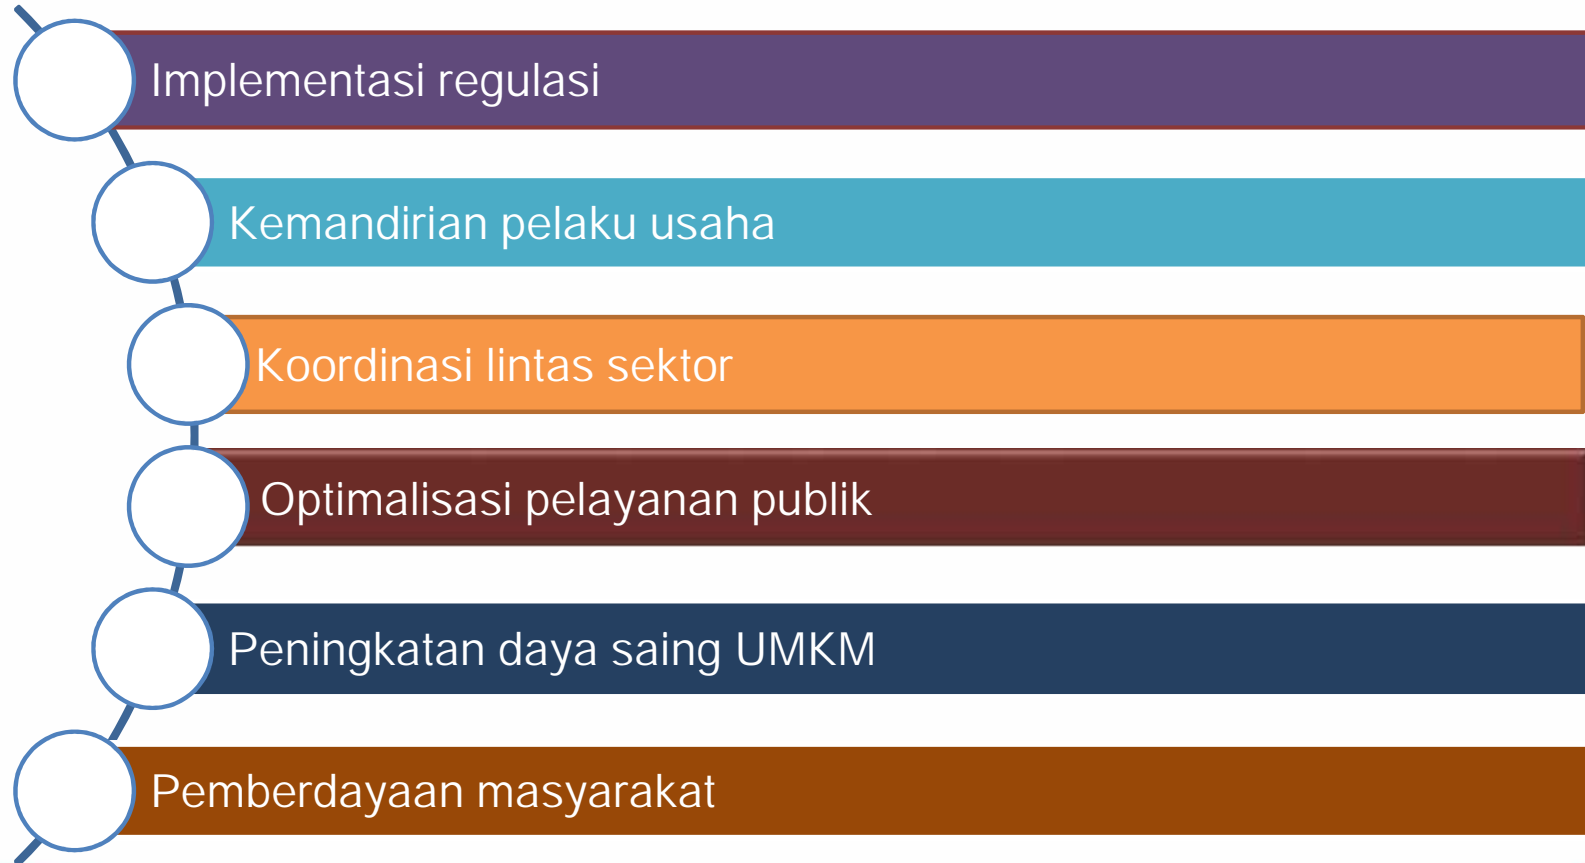 Implementasi regulasi
Kemandirian pelaku usaha
Koordinasi lintas sektor
Optimalisasi pelayanan publik
Peningkatan daya saing UMKM
Pemberdayaan masyarakat